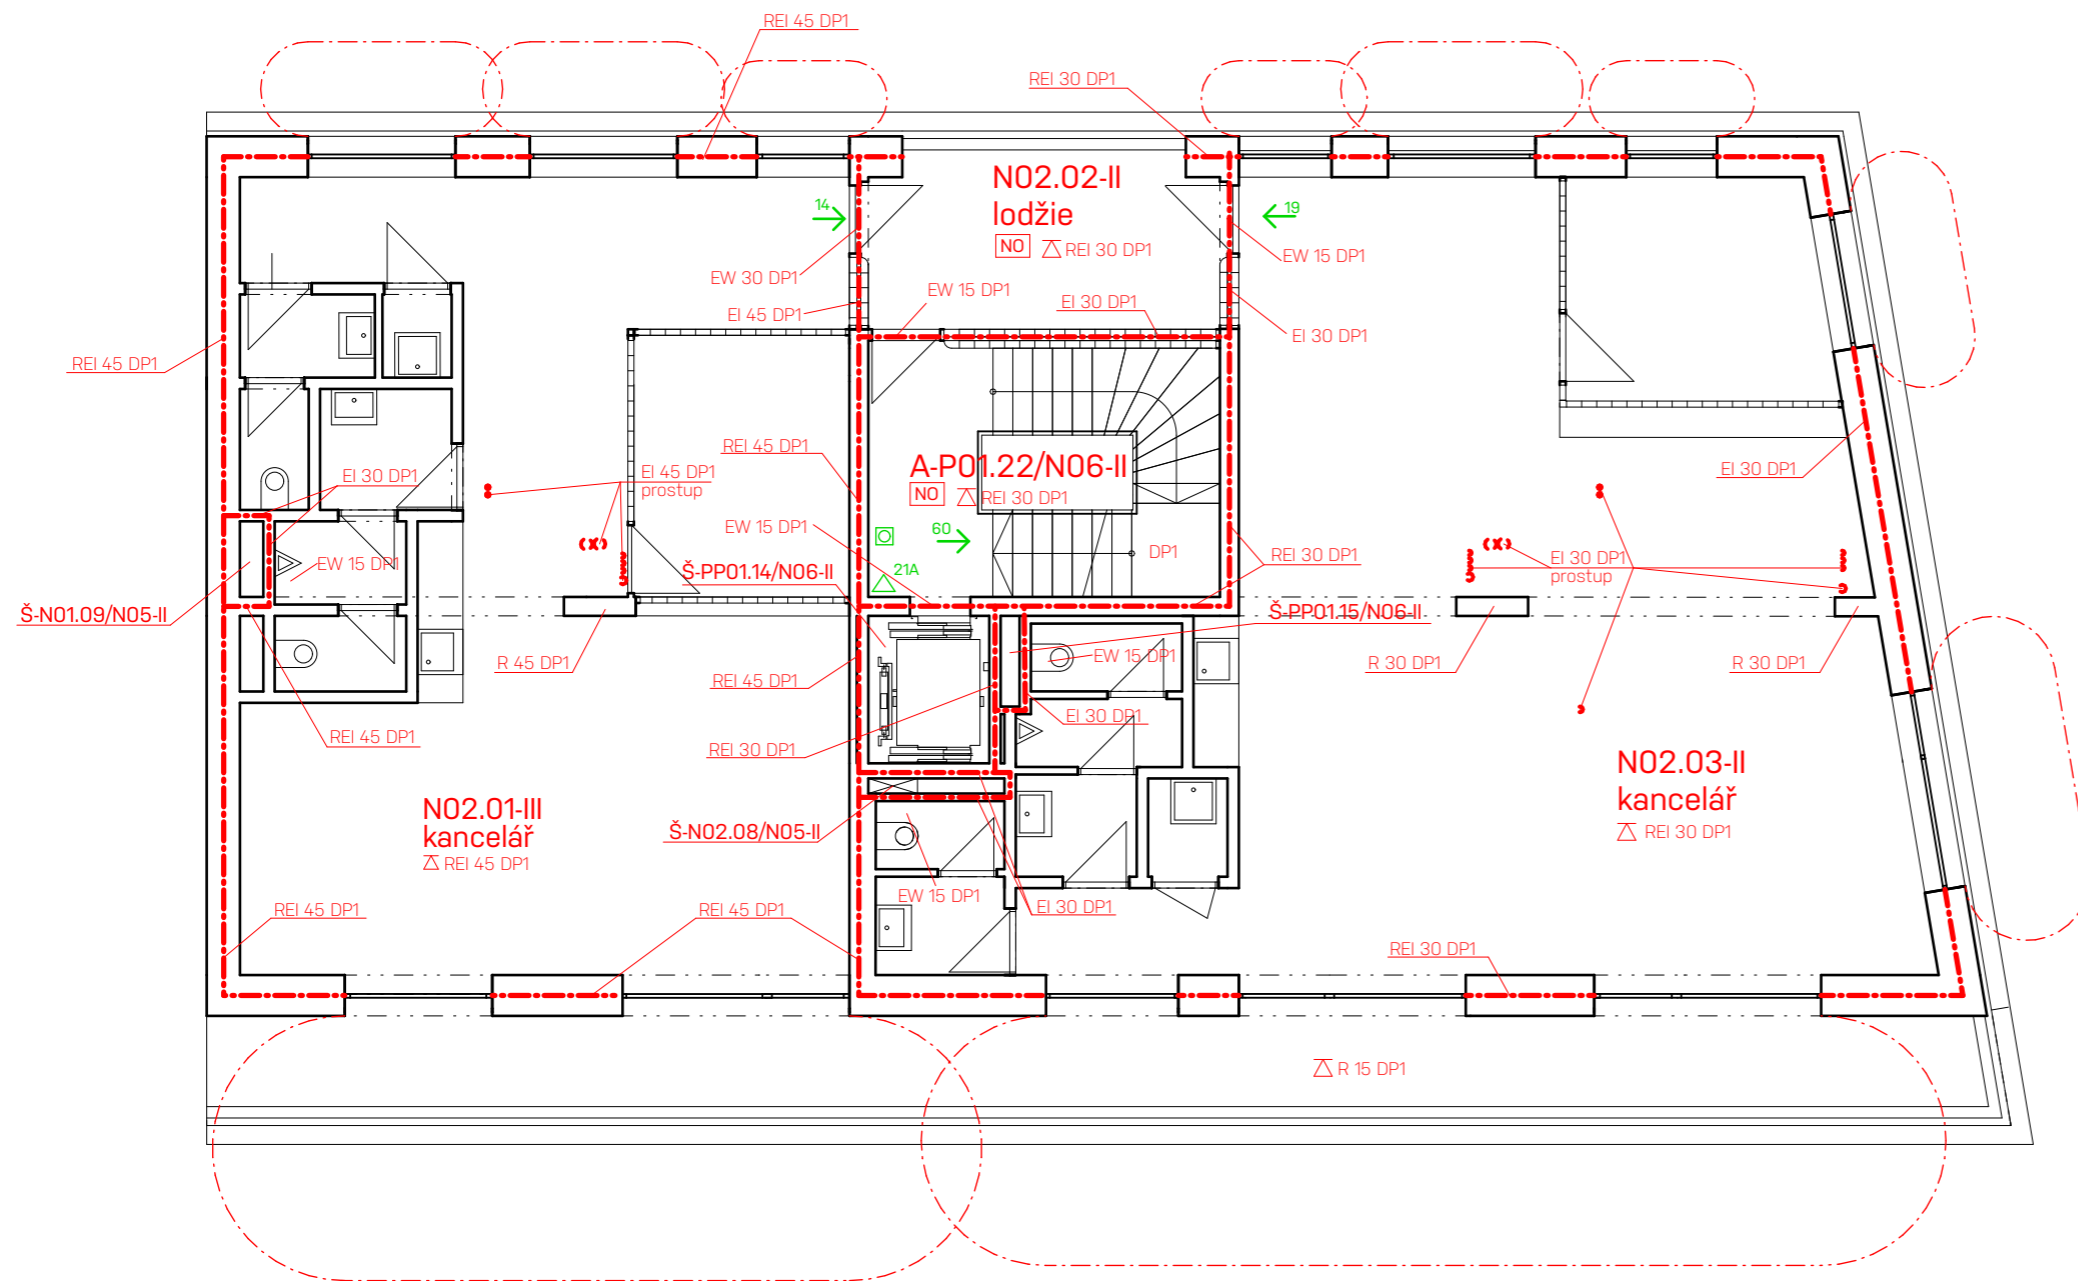 REI 45 DP1
REI 30 DP1
N02.02-II
lodžie
NO
REI 30 DP1
14
19
EW 30 DP1
EW 15 DP1
EW 15 DP1
EI 30 DP1
EI 45 DP1
EI 30 DP1
REI 45 DP1
REI 45 DP1
A-P01.22/N06-II
NO
REI 30 DP1
EI 30 DP1
EI 45 DP1
prostup
EI 30 DP1
EW 15 DP1
60
DP1
REI 30 DP1
EI 30 DP1
prostup
EW 15 DP1
21A
Š-PP01.14/N06-II
Š-N01.09/N05-II
Š-PP01.15/N06-II
R 45 DP1
EW 15 DP1
R 30 DP1
R 30 DP1
REI 45 DP1
EI 30 DP1
REI 45 DP1
REI 30 DP1
N02.03-II
kancelář
REI 30 DP1
N02.01-III
kancelář
REI 45 DP1
Š-N02.08/N05-II
EW 15 DP1
EI 30 DP1
REI 45 DP1
REI 45 DP1
REI 30 DP1
R 15 DP1